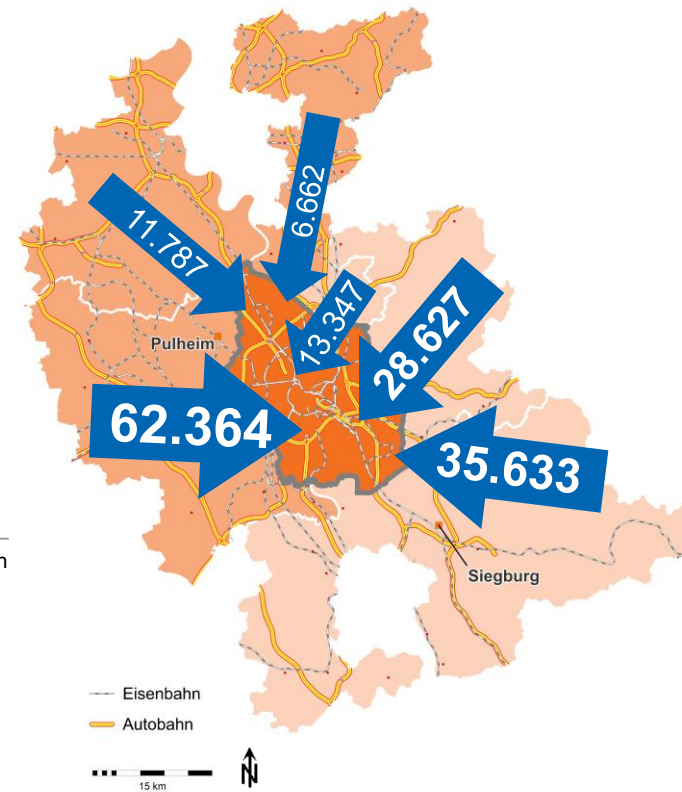 6.662
11.787
13.347
28.627
Pulheim
62.364
35.633
n
Siegburg
Eisenbahn
Autobahn
N
15 km